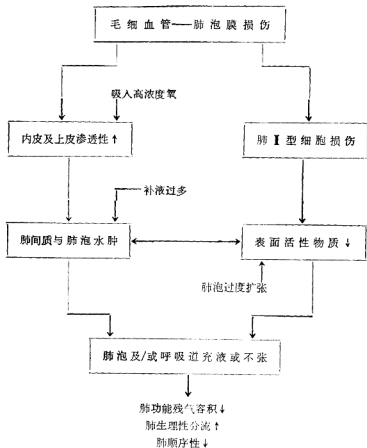 毛细血管——肺泡膜损伤
吸入高浓度氧
内皮及上皮渗透性↑
肺Ⅱ型细胞损伤
补液过多
肺间质与肺泡水肿
表面活性物质↓
肺泡过度扩张
肺泡及/或呼吸道充液或不张
肺功能残气容积↓
肺生理性分流↑
肺顺序性↓